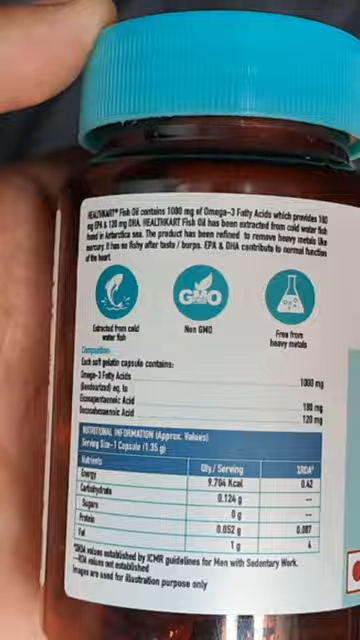 HEALTHKART™ Fish Oil contains 1000 mg of Omega-3 Fatty Acids which provides 180
mg EPA & 120 mg DHA. HEALTHKART Fish Oil has been extracted from cold water fish
found in Antarctica sea. The product has been refined to remove heavy metals like
mercury. It has no fishy after taste / burps. EPA & DHA contribute to normal function
of the heart.
GMO
Extracted from cold
water fish
Non GMO
Free from
heavy metals
Composition:
Each soft gelatin capsule contains:
Omega-3 Fatty Acids 1000 mg
(Deodourized) eq. to
Eicosapentaenoic Acid 180 mg
Docosahexaenoic Acid 120 mg
NUTRITIONAL INFORMATION (Approx. Values)
Serving Size-1 Capsule (1.35 g)
Nutrients Qty/ Serving %RDA#
Energy 9.704 Kcal 0.42
Carbohydrate 0.124 g --
Sugars 0 g --
Protein 0.052 g 0.087
Fat 1 g 4
#RDA values established by ICMR guidelines for Men with Sedentary Work.
--RDA values not established
Images are used for illustration purpose only